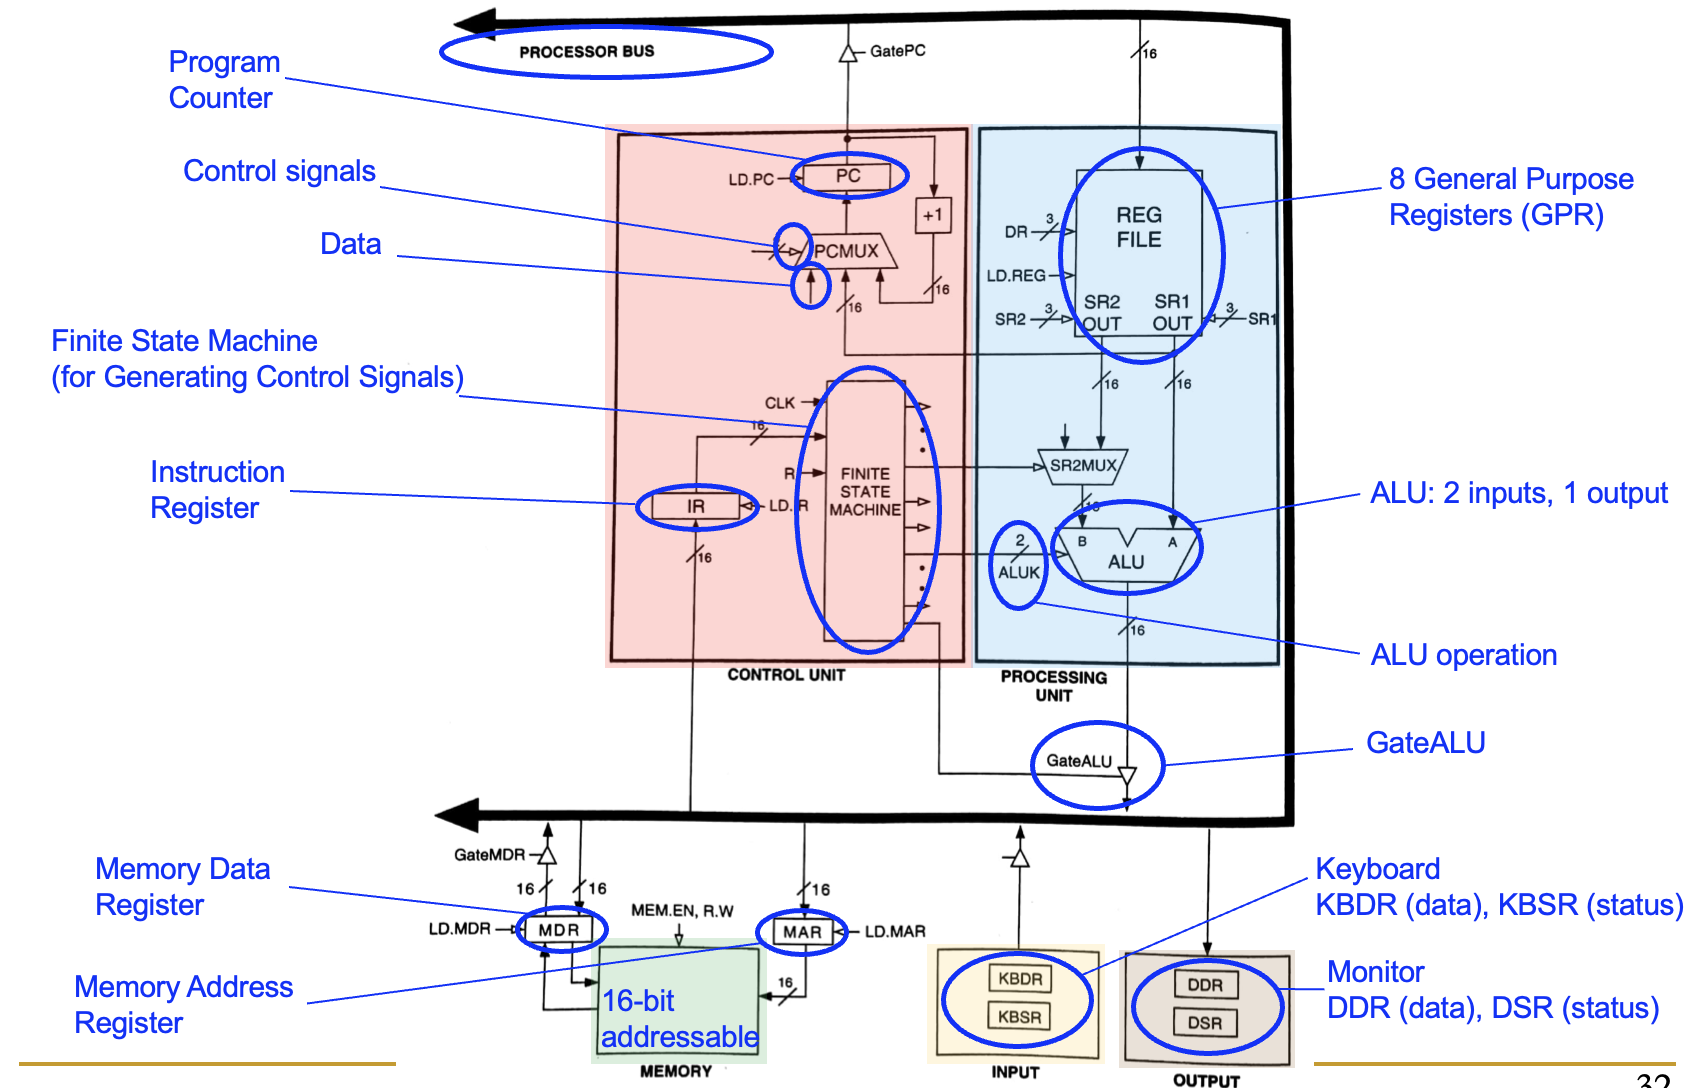 PROCESSOR BUS
GatePC
16
Program
Counter
Control signals
PC
LD.PC
+1
8 General Purpose
Registers (GPR)
REG
FILE
3
DR
Data
PCMUX
LD.REG
16
16
SR2
OUT
SR1
OUT
3
SR2
3
SR1
Finite State Machine
(for Generating Control Signals)
16
16
CLK
16
Instruction
Register
R
FINITE
STATE
MACHINE
SR2MUX
IR
LD.IR
16
ALU: 2 inputs, 1 output
B
A
2
ALUK
ALU
16
16
ALU operation
CONTROL UNIT
PROCESSING
UNIT
GateALU
GateALU
GateMDR
16
16
16
Memory Data
Register
MEM.EN, R.W
LD.MDR
MDR
MAR
LD.MAR
Keyboard
KBDR (data), KBSR (status)
Memory Address
Register
16
16-bit
addressable
KBDR
KBSR
DDR
DSR
Monitor
DDR (data), DSR (status)
MEMORY
INPUT
OUTPUT
32